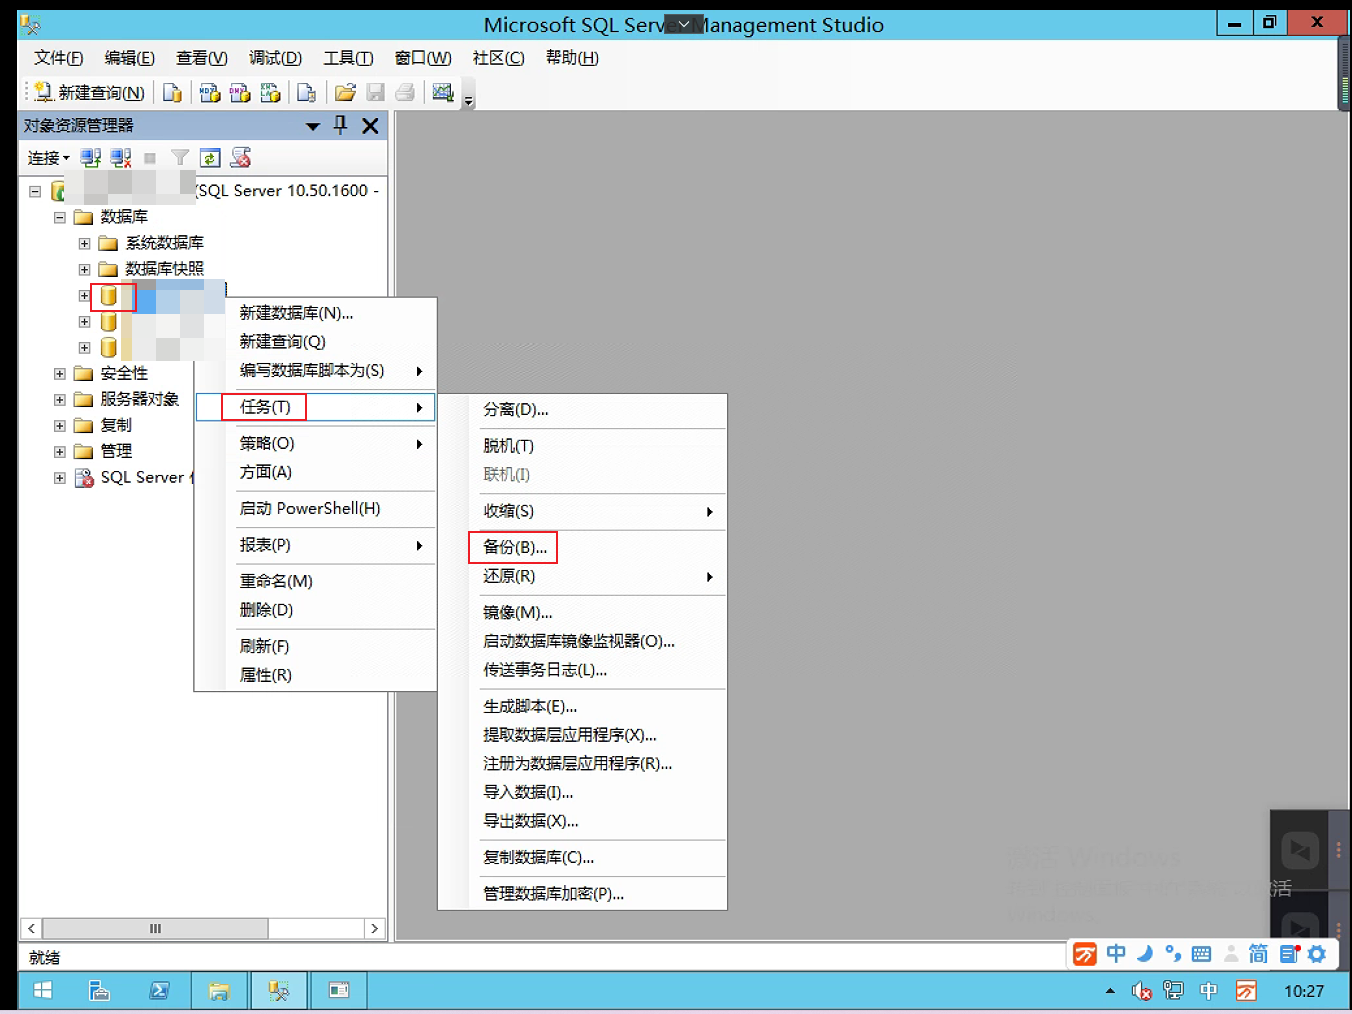 Microsoft SQL Server Management Studio
文件(F) 编辑(E) 查看(V) 调试(D) 工具(T) 窗口(W) 社区(C) 帮助(H)
新建查询(N)
对象资源管理器
连接
(SQL Server 10.50.1600 -
数据库
系统数据库
数据库快照
安全性
服务器对象
复制
管理
SQL Server
新建数据库(N)...
新建查询(Q)
编写数据库脚本为(S)
任务(T)
策略(O)
方面(A)
启动 PowerShell(H)
报表(P)
重命名(M)
删除(D)
刷新(F)
属性(R)
分离(D)...
脱机(T)
联机(I)
收缩(S)
备份(B)...
还原(R)
镜像(M)...
启动数据库镜像监视器(O)...
传送事务日志(L)...
生成脚本(E)...
提取数据层应用程序(X)...
注册为数据层应用程序(R)...
导入数据(I)...
导出数据(X)...
复制数据库(C)...
管理数据库加密(P)...
激活 Windows
就绪
中 简
中
10:27